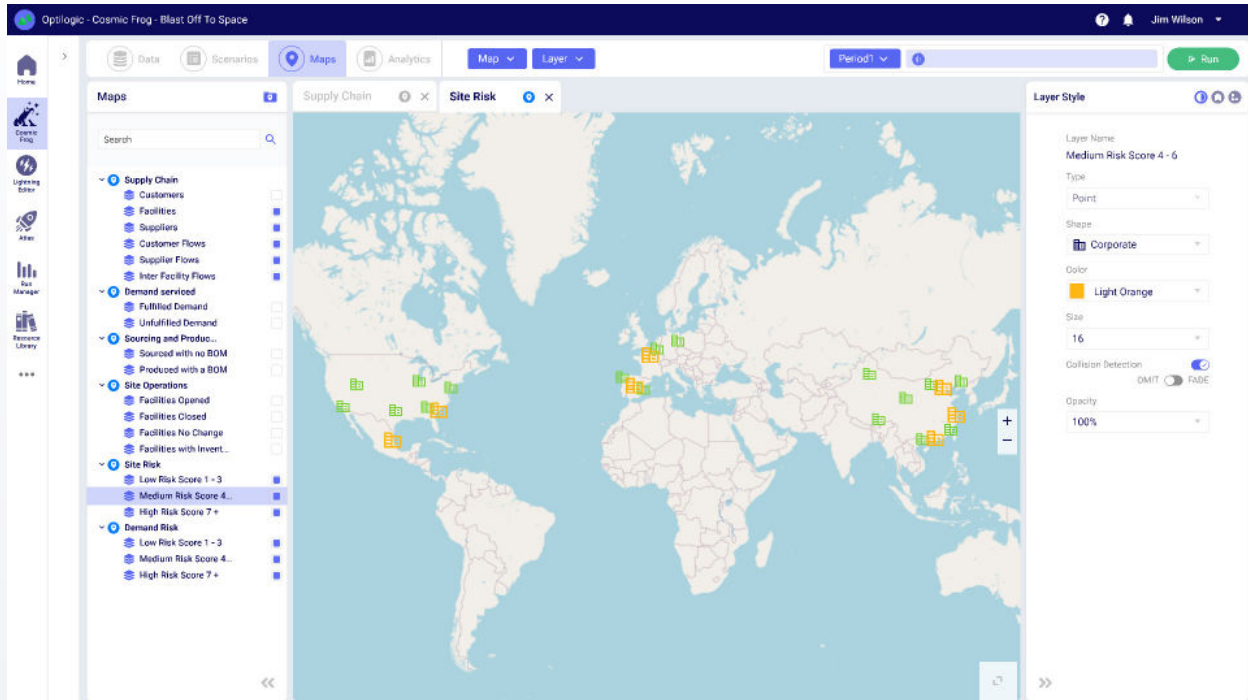 Optilogic - Cosmic Frog - Blast Off To Space
Jim Wilson
Home
Cosmic
Frog
Lightning
Editor
Atlas
Run
Manager
Resource
Library
Data
Scenarios
Maps
Analytics
Map
Layer
Period1
Run
Maps
Search
Supply Chain
Customers
Facilities
Suppliers
Customer Flows
Supplier Flows
Inter Facility Flows
Demand serviced
Fulfilled Demand
Unfulfilled Demand
Sourcing and Produc...
Sourced with no BOM
Produced with a BOM
Site Operations
Facilities Opened
Facilities Closed
Facilities No Change
Facilities with Invent...
Site Risk
Low Risk Score 1 - 3
Medium Risk Score 4...
High Risk Score 7 +
Demand Risk
Low Risk Score 1 - 3
Medium Risk Score 4...
High Risk Score 7 +
Supply Chain
Site Risk
Layer Style
Layer Name
Medium Risk Score 4 - 6
Type
Point
Shape
Corporate
Color
Light Orange
Size
16
Collision Detection
OMIT
FADE
Opacity
100%